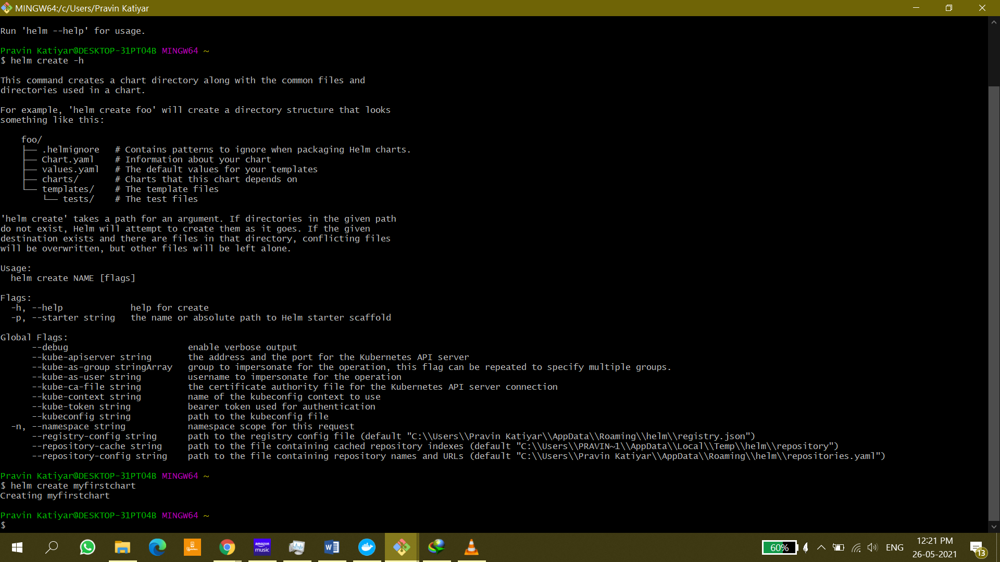 MINGW64:/c/Users/Pravin Katiyar
Run 'helm --help' for usage.
Pravin Katiyar@DESKTOP-31PTO4B MINGW64 ~
$ helm create -h
This command creates a chart directory along with the common files and
directories used in a chart.
For example, 'helm create foo' will create a directory structure that looks
something like this:
foo/
├── .helmignore   # Contains patterns to ignore when packaging Helm charts.
├── Chart.yaml    # Information about your chart
├── values.yaml   # The default values for your templates
├── charts/       # Charts that this chart depends on
└── templates/    # The template files
└── tests/    # The test files
'helm create' takes a path for an argument. If directories in the given path
do not exist, Helm will attempt to create them as it goes. If the given
destination exists and there are files in that directory, conflicting files
will be overwritten, but other files will be left alone.
Usage:
helm create NAME [flags]
Flags:
-h, --help             help for create
-p, --starter string   the name or absolute path to Helm starter scaffold
Global Flags:
--debug                       enable verbose output
--kube-apiserver string       the address and the port for the Kubernetes API server
--kube-as-group stringArray   group to impersonate for the operation, this flag can be repeated to specify multiple groups.
--kube-as-user string         username to impersonate for the operation
--kube-ca-file string         the certificate authority file for the Kubernetes API server connection
--kube-context string         name of the kubeconfig context to use
--kube-token string           bearer token used for authentication
--kubeconfig string           path to the kubeconfig file
-n, --namespace string            namespace scope for this request
--registry-config string      path to the registry config file (default "C:\\Users\\Pravin Katiyar\\AppData\\Roaming\\helm\\registry.json")
--repository-cache string     path to the file containing cached repository indexes (default "C:\\Users\\PRAVIN~1\\AppData\\Local\\Temp\\helm\\repository")
--repository-config string    path to the file containing repository names and URLs (default "C:\\Users\\Pravin Katiyar\\AppData\\Roaming\\helm\\repositories.yaml")
Pravin Katiyar@DESKTOP-31PTO4B MINGW64 ~
$ helm create myfirstchart
Creating myfirstchart
Pravin Katiyar@DESKTOP-31PTO4B MINGW64 ~
$
amazon
music
60%
ENG
12:21 PM
26-05-2021
13